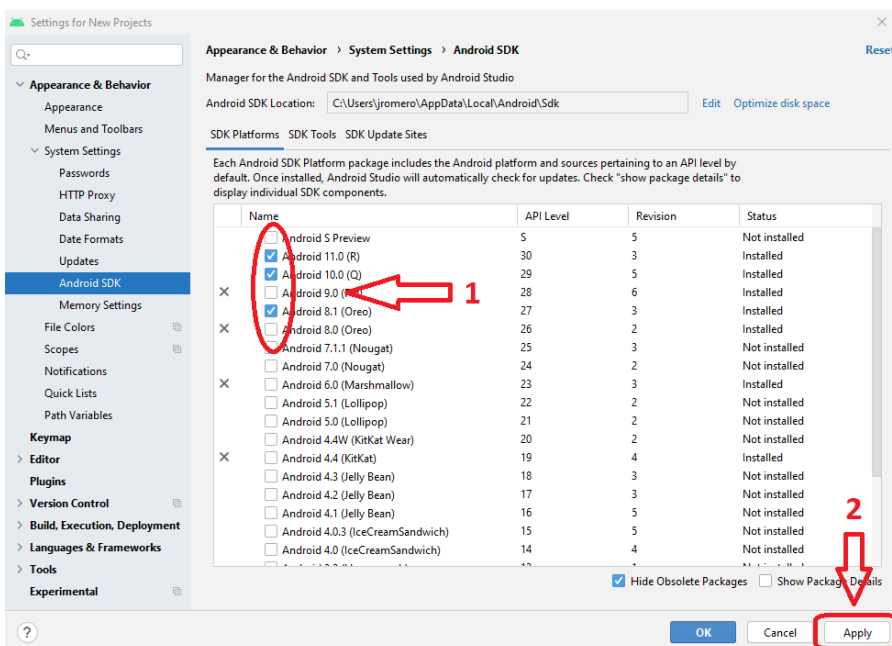 Settings for New Projects
Appearance & Behavior › System Settings › Android SDK
Reset
Manager for the Android SDK and Tools used by Android Studio
Android SDK Location: C:\Users\jromero\AppData\Local\Android\Sdk Edit Optimize disk space
Appearance & Behavior
Appearance
Menus and Toolbars
System Settings
Passwords
HTTP Proxy
Data Sharing
Date Formats
Updates
Android SDK
Memory Settings
File Colors
Scopes
Notifications
Quick Lists
Path Variables
Keymap
Editor
Plugins
Version Control
Build, Execution, Deployment
Languages & Frameworks
Tools
Experimental
SDK Platforms SDK Tools SDK Update Sites
Each Android SDK Platform package includes the Android platform and sources pertaining to an API level by
default. Once installed, Android Studio will automatically check for updates. Check "show package details" to
display individual SDK components.
Name API Level Revision Status
Android S Preview S 5 Not installed
Android 11.0 (R) 30 3 Installed
Android 10.0 (Q) 29 5 Installed
Android 9.0 28 6 Installed
1
Android 8.1 (Oreo) 27 3 Installed
Android 8.0 (Oreo) 26 2 Installed
Android 7.1.1 (Nougat) 25 3 Not installed
Android 7.0 (Nougat) 24 2 Not installed
Android 6.0 (Marshmallow) 23 3 Installed
Android 5.1 (Lollipop) 22 2 Not installed
Android 5.0 (Lollipop) 21 2 Not installed
Android 4.4W (KitKat Wear) 20 2 Not installed
Android 4.4 (KitKat) 19 4 Installed
Android 4.3 (Jelly Bean) 18 3 Not installed
Android 4.2 (Jelly Bean) 17 3 Not installed
Android 4.1 (Jelly Bean) 16 5 Not installed
Android 4.0.3 (IceCreamSandwich) 15 5 Not installed
Android 4.0 (IceCreamSandwich) 14 4 Not installed
2
Hide Obsolete Packages Show Package Details
? OK Cancel Apply